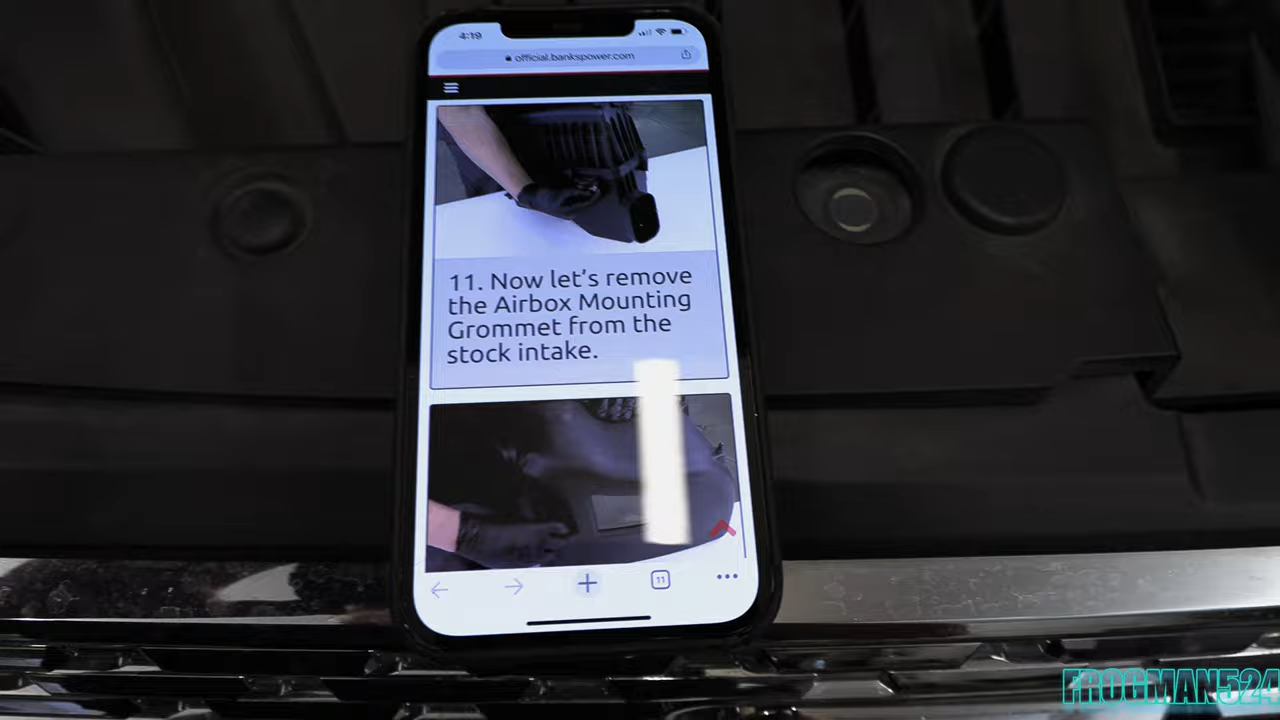 4:19
official.bankspower.com
11. Now let's remove
the Airbox Mounting
Grommet from the
stock intake.
11
FROGMAN524